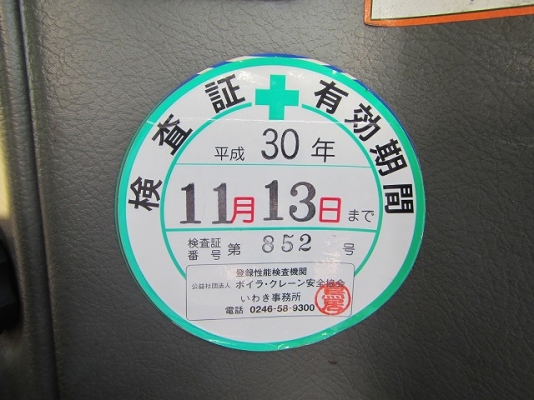 検査証 有効期間
平成 30 年
11月13日まで
検査証
番号 第 852 号
登録性能検査機関
公益社団法人 ボイラ・クレーン安全協会
いわき事務所
電話 0246-58-9300